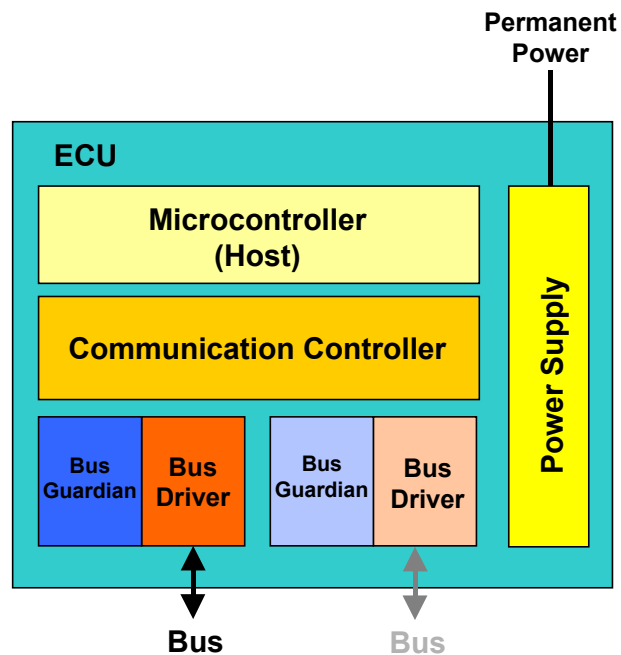 Permanent
Power
ECU
Microcontroller
(Host)
Communication Controller
Power Supply
Bus
Guardian
Bus
Driver
Bus
Guardian
Bus
Driver
Bus
Bus